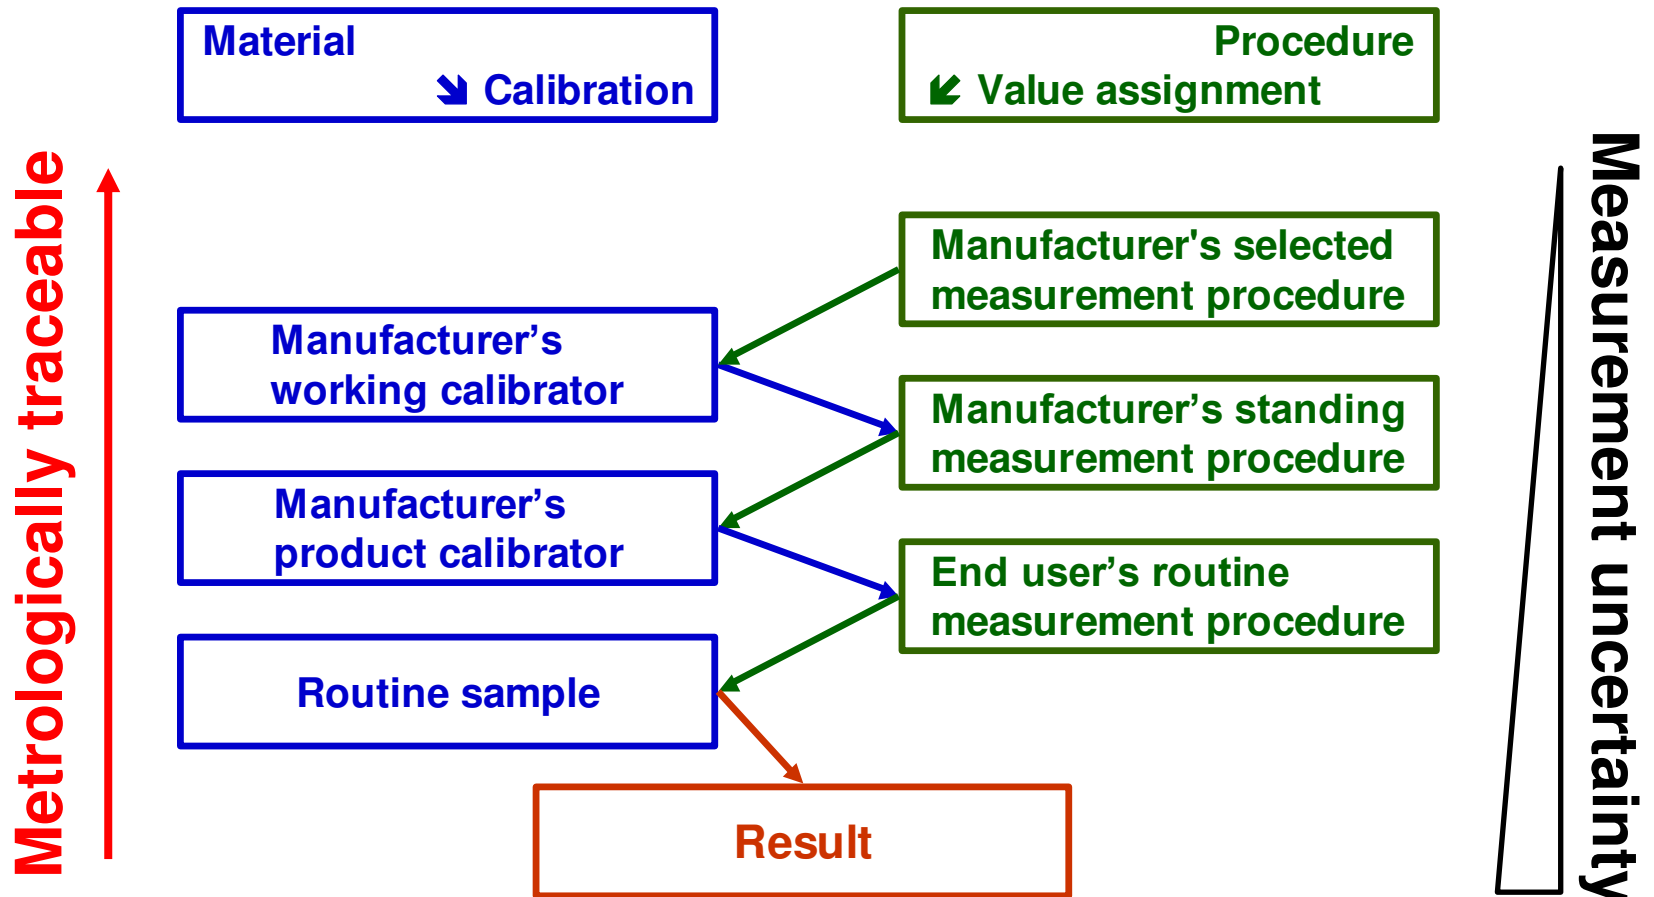 Material
↘ Calibration
Procedure
↙ Value assignment
Metrologically traceable
Measurement uncertainty
Manufacturer's selected
measurement procedure
Manufacturer’s
working calibrator
Manufacturer’s standing
measurement procedure
Manufacturer’s
product calibrator
End user’s routine
measurement procedure
Routine sample
Result